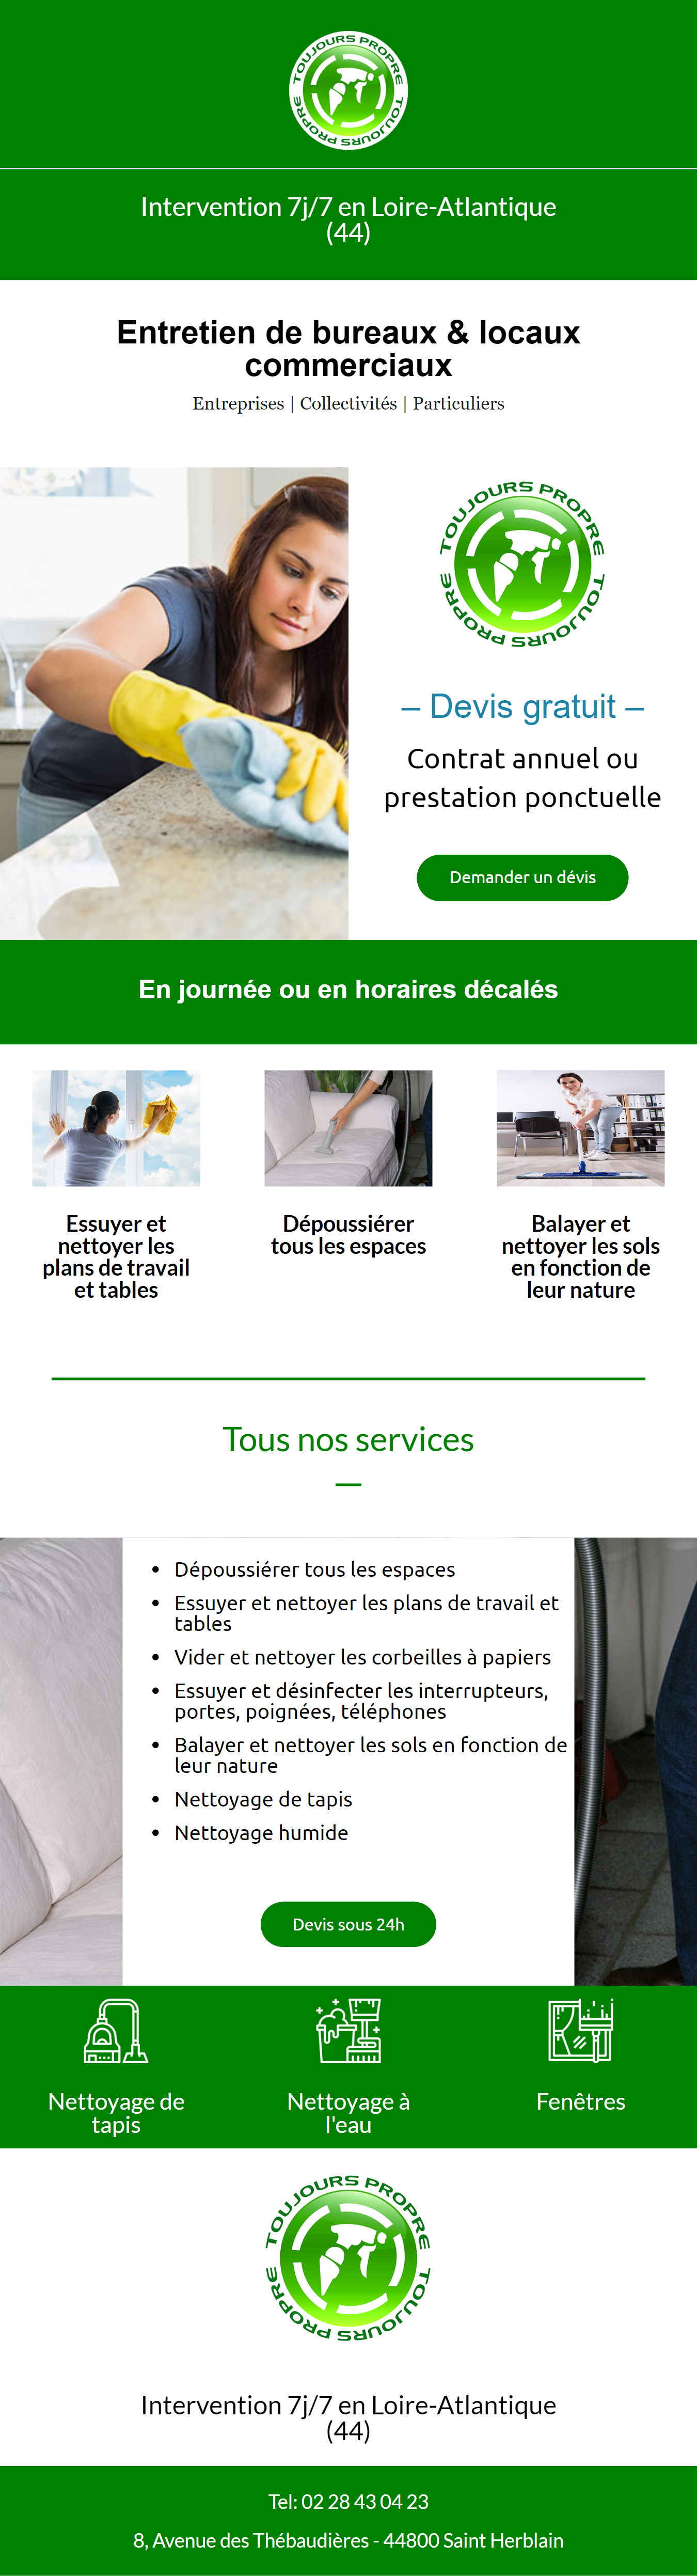 TOUJOURS PROPRE
TOUJOURS PROPRE
Intervention 7j/7 en Loire-Atlantique
(44)
Entretien de bureaux & locaux
commerciaux
Entreprises | Collectivités | Particuliers
TOUJOURS PROPRE
TOUJOURS PROPRE
– Devis gratuit –
Contrat annuel ou
prestation ponctuelle
Demander un dévis
En journée ou en horaires décalés
Essuyer et
nettoyer les
plans de travail
et tables
Dépoussiérer
tous les espaces
Balayer et
nettoyer les sols
en fonction de
leur nature
Tous nos services
• Dépoussiérer tous les espaces
• Essuyer et nettoyer les plans de travail et
tables
• Vider et nettoyer les corbeilles à papiers
• Essuyer et désinfecter les interrupteurs,
portes, poignées, téléphones
• Balayer et nettoyer les sols en fonction de
leur nature
• Nettoyage de tapis
• Nettoyage humide
Devis sous 24h
Nettoyage de
tapis
Nettoyage à
l'eau
Fenêtres
TOUJOURS PROPRE
TOUJOURS PROPRE
Intervention 7j/7 en Loire-Atlantique
(44)
Tel: 02 28 43 04 23
8, Avenue des Thébaudières - 44800 Saint Herblain